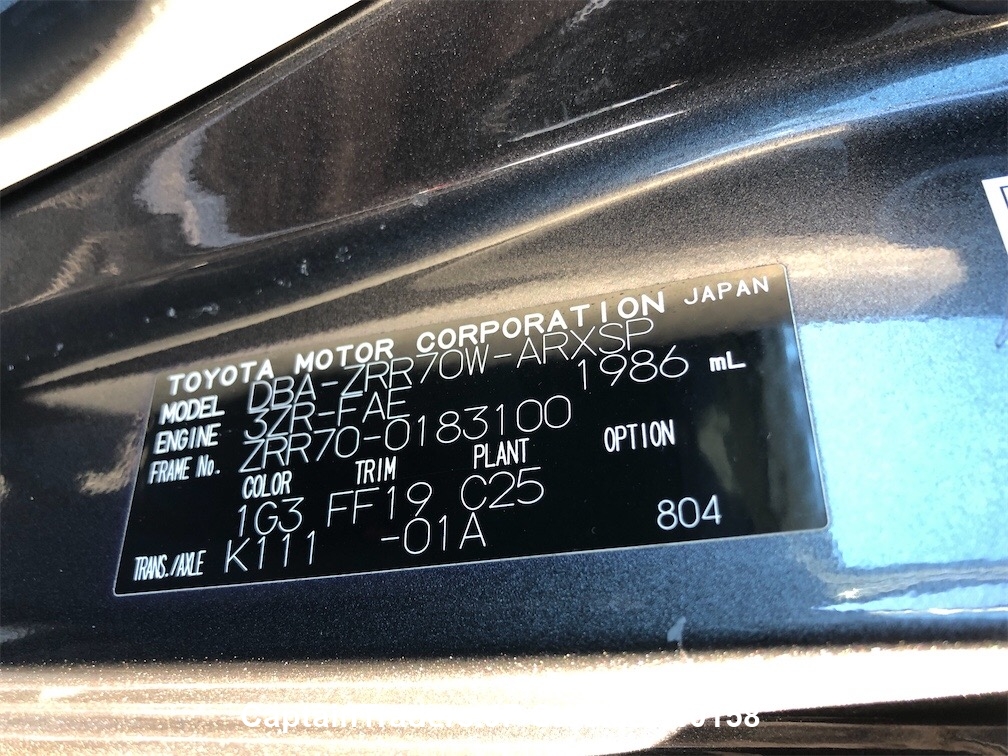 TOYOTA MOTOR CORPORATION JAPAN
MODEL DBA-ZRR70W-ARXSP
ENGINE 3ZR-FAE 1986 mL
FRAME No. ZRR70-0183100
COLOR TRIM PLANT OPTION
1G3 FF19 C25
TRANS./AXLE K111 -01A 804